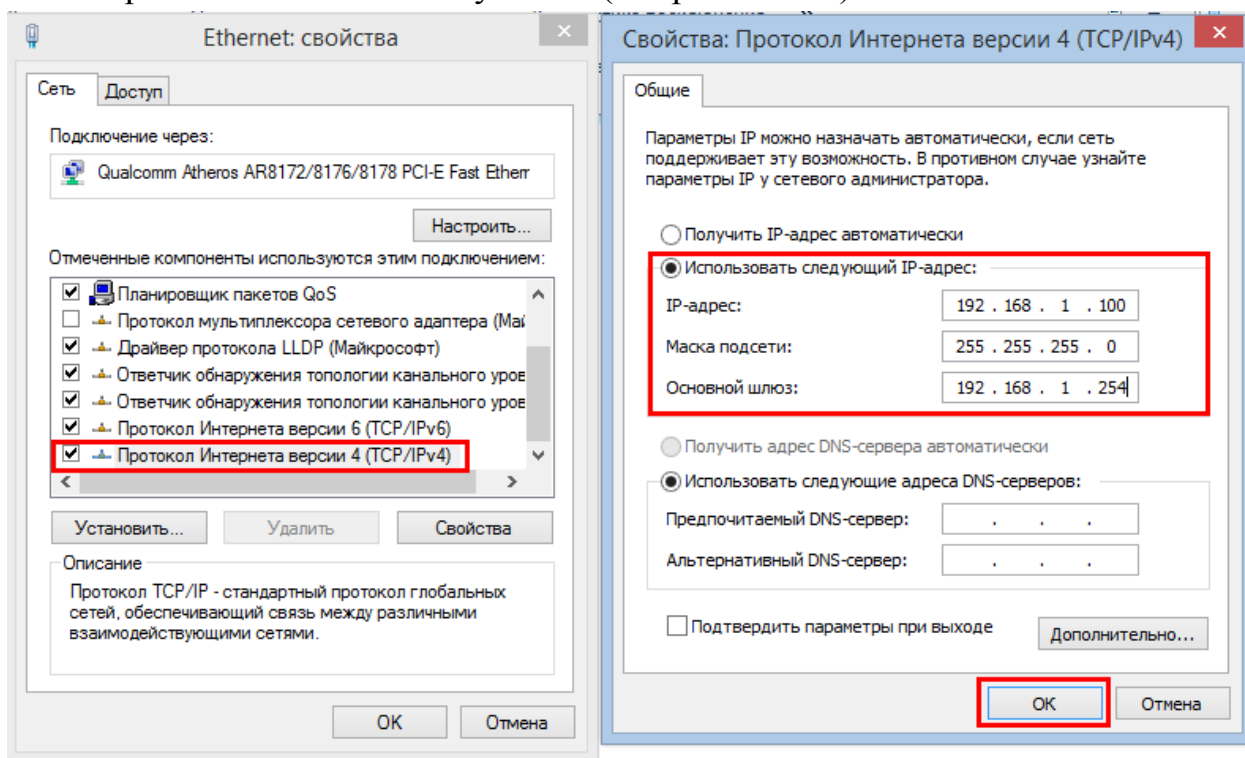 Ethernet: свойства
Сеть
Доступ
Подключение через:
Qualcomm Atheros AR8172/8176/8178 PCI-E Fast Ethern
Настроить...
Отмеченные компоненты используются этим подключением:
Планировщик пакетов QoS
Протокол мультиплексора сетевого адаптера (Май
Драйвер протокола LLDP (Майкрософт)
Ответчик обнаружения топологии канального уров
Ответчик обнаружения топологии канального уров
Протокол Интернета версии 6 (TCP/IPv6)
Протокол Интернета версии 4 (TCP/IPv4)
Установить...
Удалить
Свойства
Описание
Протокол TCP/IP - стандартный протокол глобальных
сетей, обеспечивающий связь между различными
взаимодействующими сетями.
ОК
Отмена
Свойства: Протокол Интернета версии 4 (TCP/IPv4)
Общие
Параметры IP можно назначать автоматически, если сеть
поддерживает эту возможность. В противном случае узнайте
параметры IP у сетевого администратора.
Получить IP-адрес автоматически
Использовать следующий IP-адрес:
IP-адрес: 192 . 168 . 1 . 100
Маска подсети: 255 . 255 . 255 . 0
Основной шлюз: 192 . 168 . 1 . 254
Получить адрес DNS-сервера автоматически
Использовать следующие адреса DNS-серверов:
Предпочитаемый DNS-сервер: . . .
Альтернативный DNS-сервер: . . .
Подтвердить параметры при выходе
Дополнительно...
ОК
Отмена